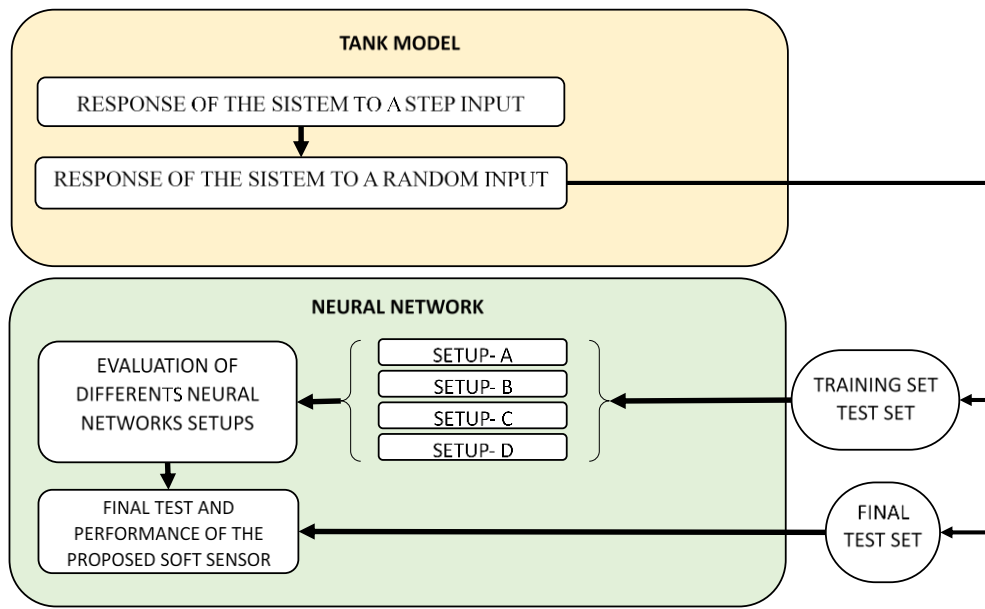 TANK MODEL
RESPONSE OF THE SISTEM TO A STEP INPUT
RESPONSE OF THE SISTEM TO A RANDOM INPUT
NEURAL NETWORK
EVALUATION OF
DIFFERENTS NEURAL
NETWORKS SETUPS
SETUP- A
SETUP- B
SETUP- C
SETUP- D
TRAINING SET
TEST SET
FINAL TEST AND
PERFORMANCE OF THE
PROPOSED SOFT SENSOR
FINAL
TEST SET